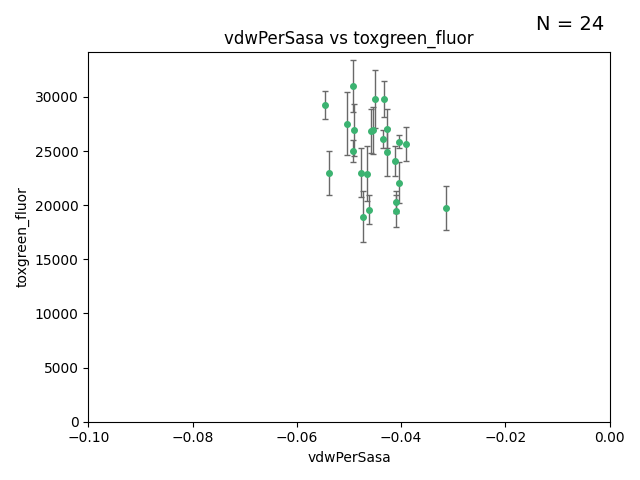 N = 24
vdwPerSasa vs toxgreen_fluor
toxgreen_fluor
30000
25000
20000
15000
10000
5000
0
−0.10 −0.08 −0.06 −0.04 −0.02 0.00
vdwPerSasa